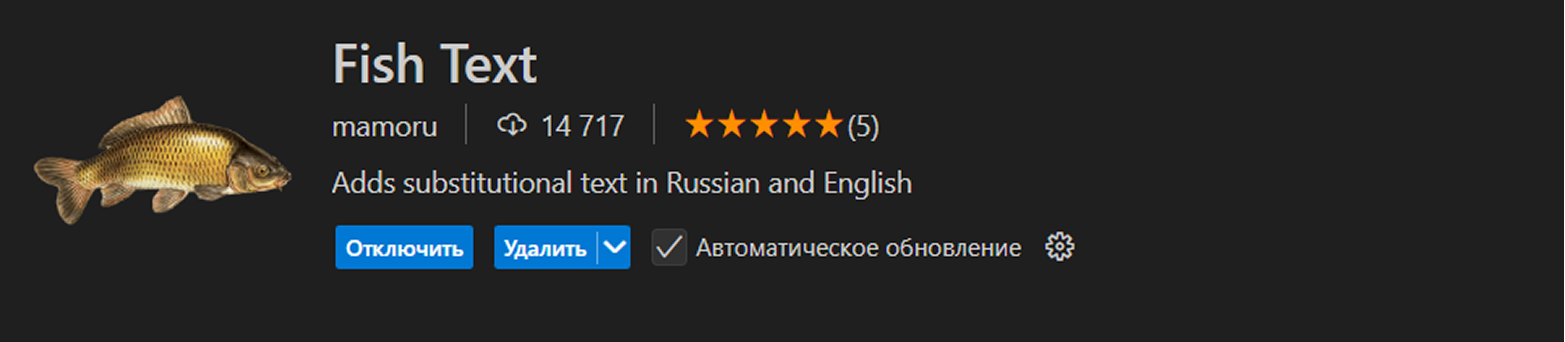 Fish Text
mamoru 14 717 (5)
Adds substitutional text in Russian and English
Отключить Удалить Автоматическое обновление